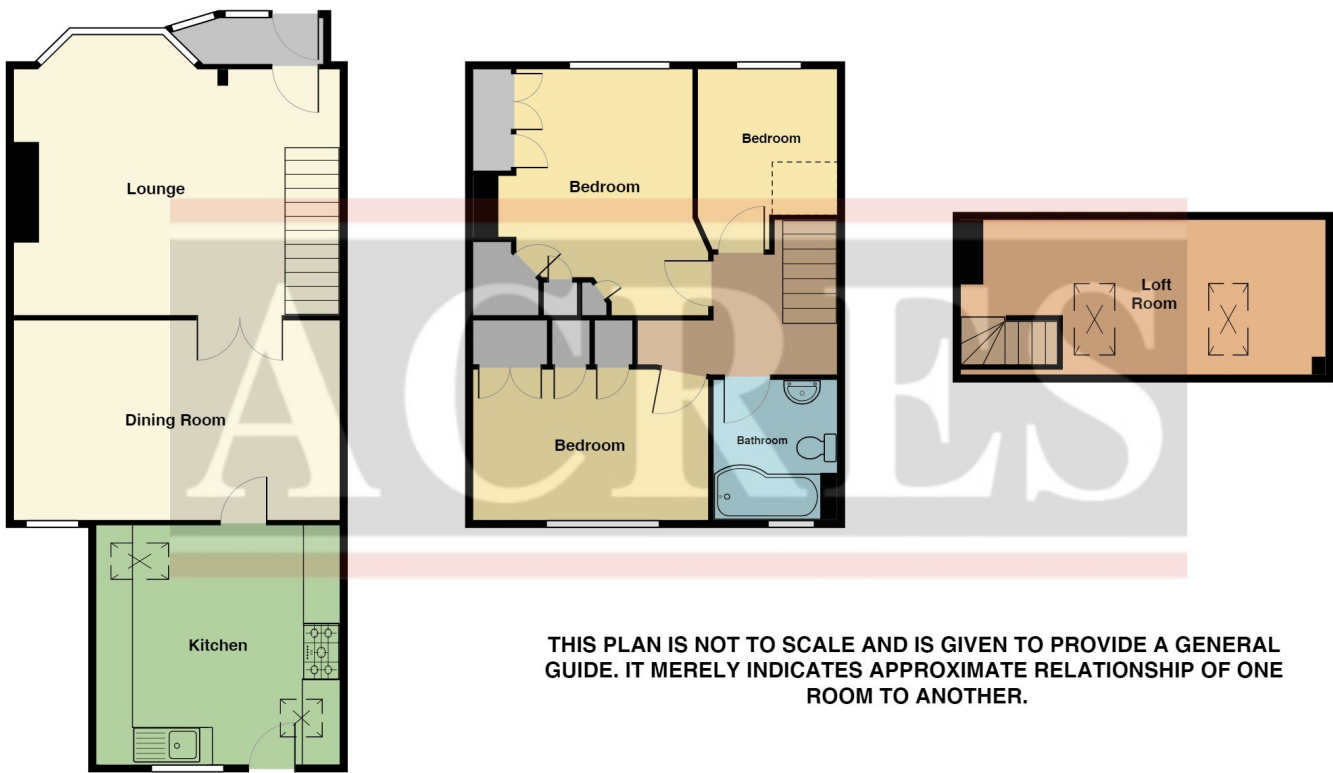 Lounge
Dining Room
Kitchen
Bedroom
Bedroom
Bedroom
Bathroom
Loft
Room
ACRES
THIS PLAN IS NOT TO SCALE AND IS GIVEN TO PROVIDE A GENERAL
GUIDE. IT MERELY INDICATES APPROXIMATE RELATIONSHIP OF ONE
ROOM TO ANOTHER.